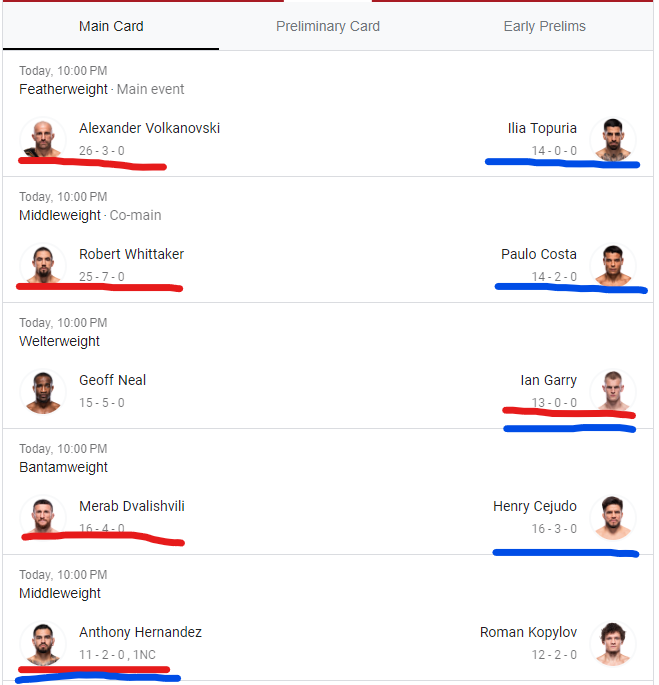 Main Card
Preliminary Card
Early Prelims
Today, 10:00 PM
Featherweight · Main event
Alexander Volkanovski
26 - 3 - 0
Ilia Topuria
14 - 0 - 0
Today, 10:00 PM
Middleweight · Co-main
Robert Whittaker
25 - 7 - 0
Paulo Costa
14 - 2 - 0
Today, 10:00 PM
Welterweight
Geoff Neal
15 - 5 - 0
Ian Garry
13 - 0 - 0
Today, 10:00 PM
Bantamweight
Merab Dvalishvili
16 - 4 - 0
Henry Cejudo
16 - 3 - 0
Today, 10:00 PM
Middleweight
Anthony Hernandez
11 - 2 - 0 , 1NC
Roman Kopylov
12 - 2 - 0